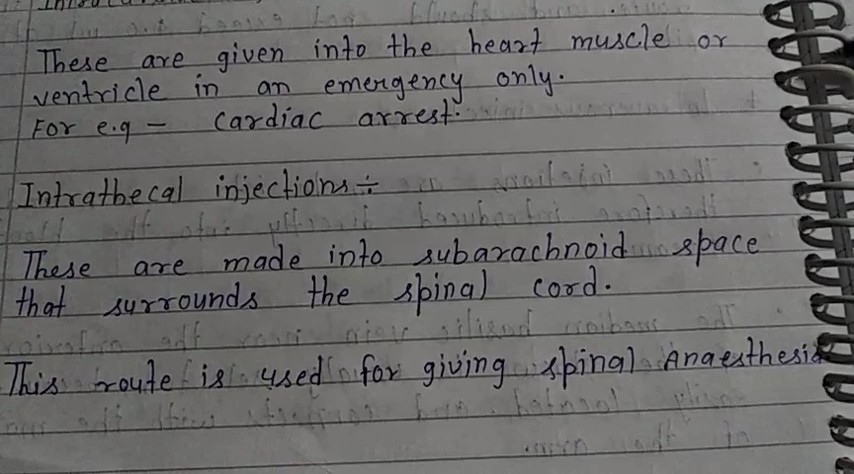 These are given into the heart muscle or
ventricle in an emergency only.
For e.g - Cardiac arrest.
Intrathecal injections :-
These are made into subarachnoid space
that surrounds the spinal cord.
This route is used for giving spinal Anaesthesia